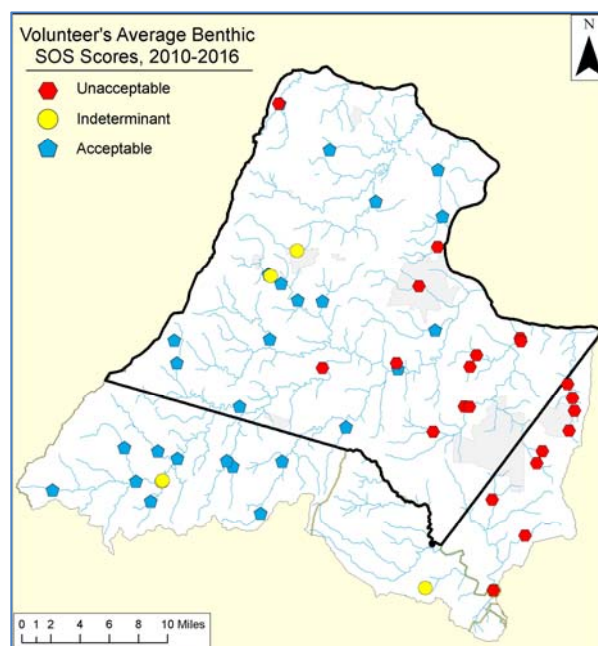 Volunteer's Average Benthic
SOS Scores, 2010-2016
Unacceptable
Indeterminant
Acceptable
N
0 1 2 4 6 8 10 Miles